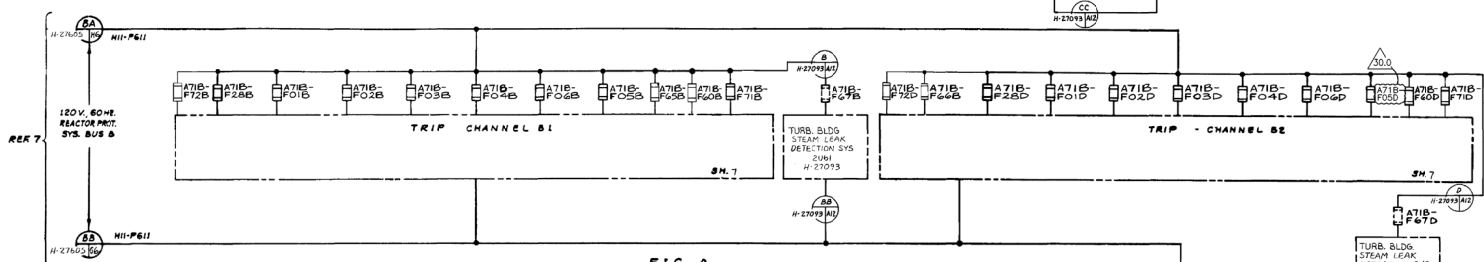 CC
H-27093 A12
BA
H-27605 H6
H11-P611
B
H-27093 A12
30.0
A71B-F72B
A71B-F28B
A71B-F01B
A71B-F02B
A71B-F03B
A71B-F04B
A71B-F06B
A71B-F05B
A71B-F65B
A71B-F60B
A71B-F71B
A71B-F67B
A71B-F72D
A71B-F66B
A71B-F28D
A71B-F01D
A71B-F02D
A71B-F03D
A71B-F04D
A71B-F06D
A71B F05D
A71B-F60D
A71B-F71D
REF. 7
120 V, 60 HZ.
REACTOR PROT.
SYS. BUS B
TRIP CHANNEL B1
SH. 7
TURB. BLDG
STEAM LEAK
DETECTION SYS
2U61
H-27093
TRIP - CHANNEL B2
SH. 7
D
H-27093 A12
A71B-F67D
BB
H-27093 A12
BB
H-27605 G6
H11-P611
TURB. BLDG.
STEAM LEAK